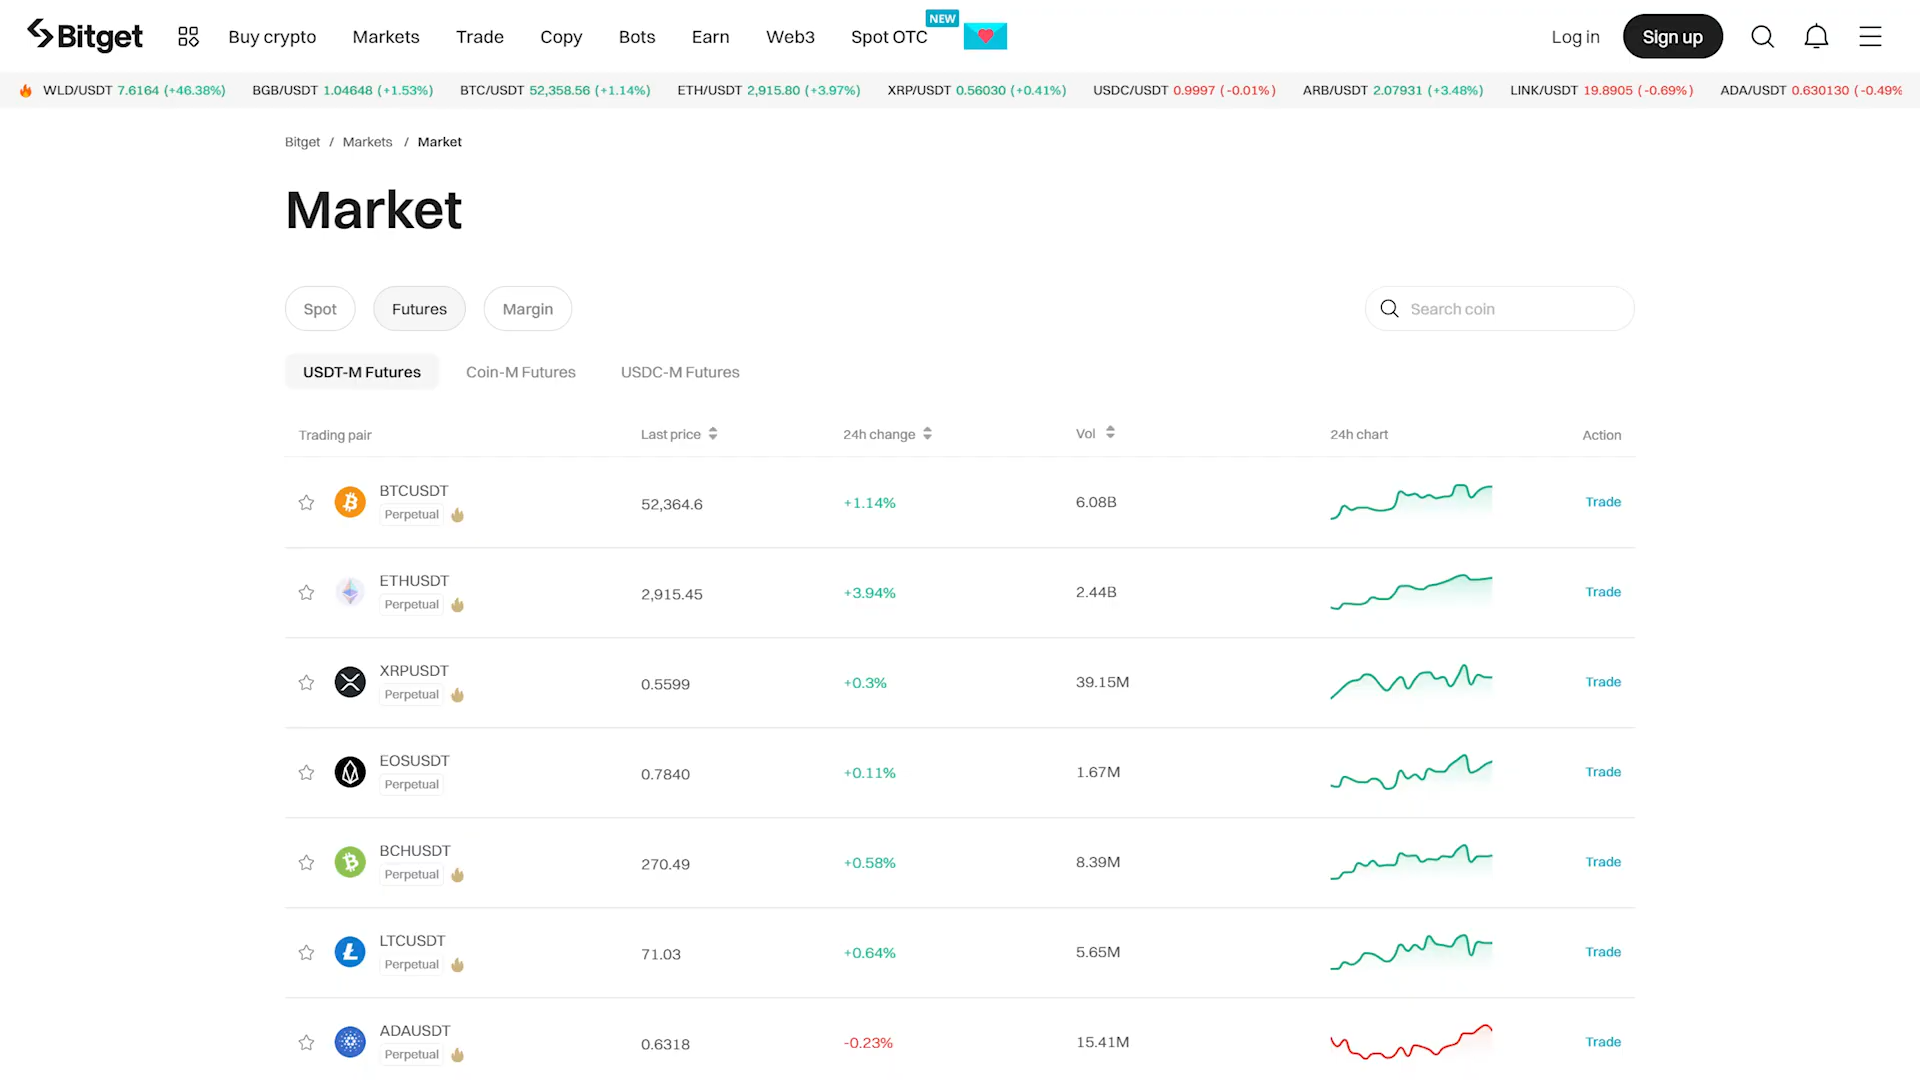 Bitget Buy crypto Markets Trade Copy Bots Earn Web3 Spot OTC NEW Log in Sign up
WLD/USDT 7.6164 (+46.38%) BGB/USDT 1.04648 (+1.53%) BTC/USDT 52,358.56 (+1.14%) ETH/USDT 2,915.80 (+3.97%) XRP/USDT 0.56030 (+0.41%) USDC/USDT 0.9997 (-0.01%) ARB/USDT 2.07931 (+3.48%) LINK/USDT 19.8905 (-0.69%) ADA/USDT 0.630130 (-0.49%
Bitget / Markets / Market
Market
Spot Futures Margin Search coin
USDT-M Futures Coin-M Futures USDC-M Futures
Trading pair Last price 24h change Vol 24h chart Action
BTCUSDT
Perpetual 52,364.6 +1.14% 6.08B Trade
ETHUSDT
Perpetual 2,915.45 +3.94% 2.44B Trade
XRPUSDT
Perpetual 0.5599 +0.3% 39.15M Trade
EOSUSDT
Perpetual 0.7840 +0.11% 1.67M Trade
BCHUSDT
Perpetual 270.49 +0.58% 8.39M Trade
LTCUSDT
Perpetual 71.03 +0.64% 5.65M Trade
ADAUSDT
Perpetual 0.6318 -0.23% 15.41M Trade